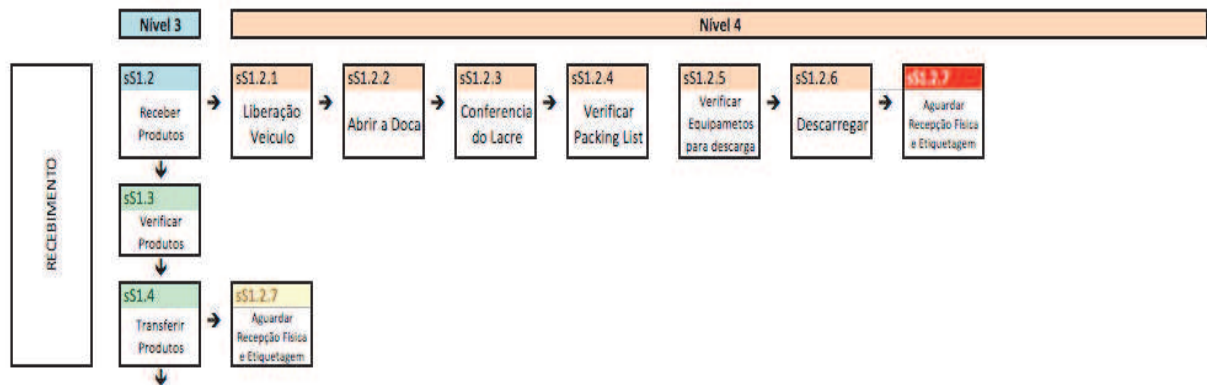 Nível 3
Nível 4
RECEBIMENTO
sS1.2
Receber
Produtos
sS1.2.1
Liberação
Veiculo
sS1.2.2
Abrir a Doca
sS1.2.3
Conferencia
do Lacre
sS1.2.4
Verificar
Packing List
sS1.2.5
Verificar
Equipametos
para descarga
sS1.2.6
Descarregar
sS1.2.7
Aguardar
Recepção Física
e Etiquetagem
sS1.3
Verificar
Produtos
sS1.4
Transferir
Produtos
sS1.2.7
Aguardar
Recepção Física
e Etiquetagem